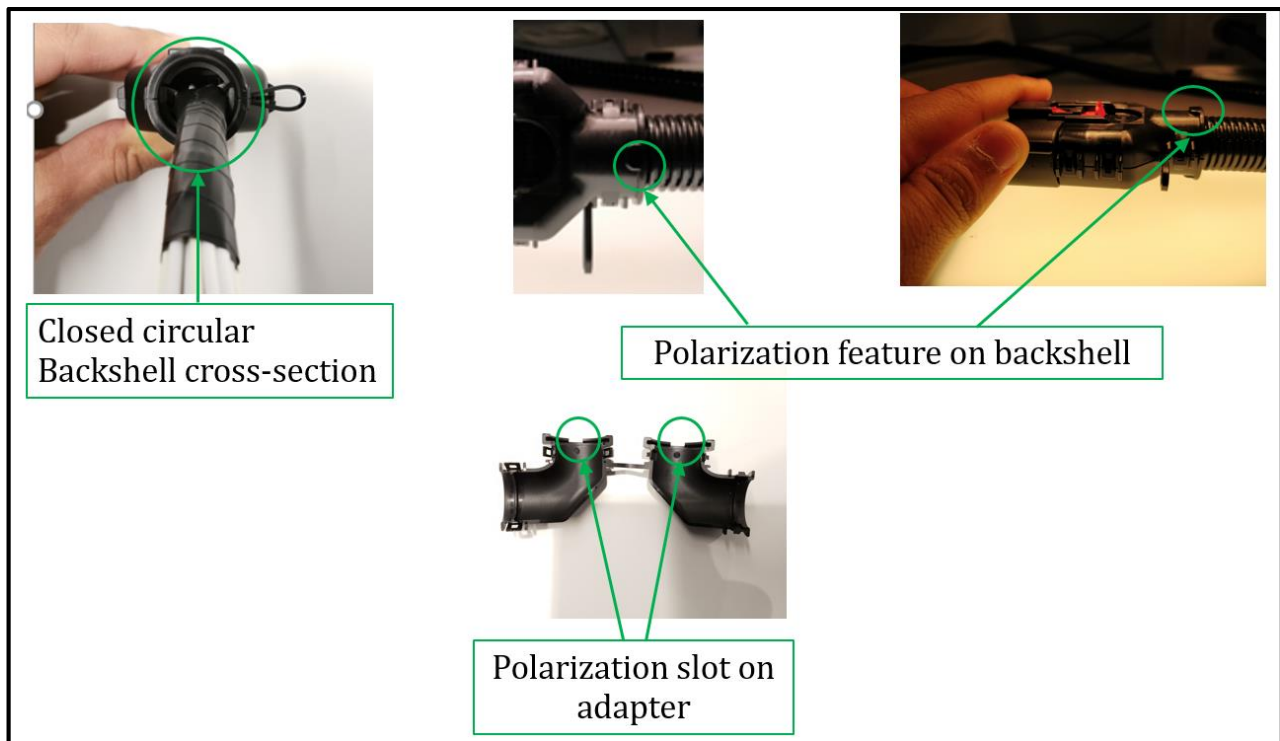 Closed circular
Backshell cross-section
Polarization feature on backshell
Polarization slot on
adapter